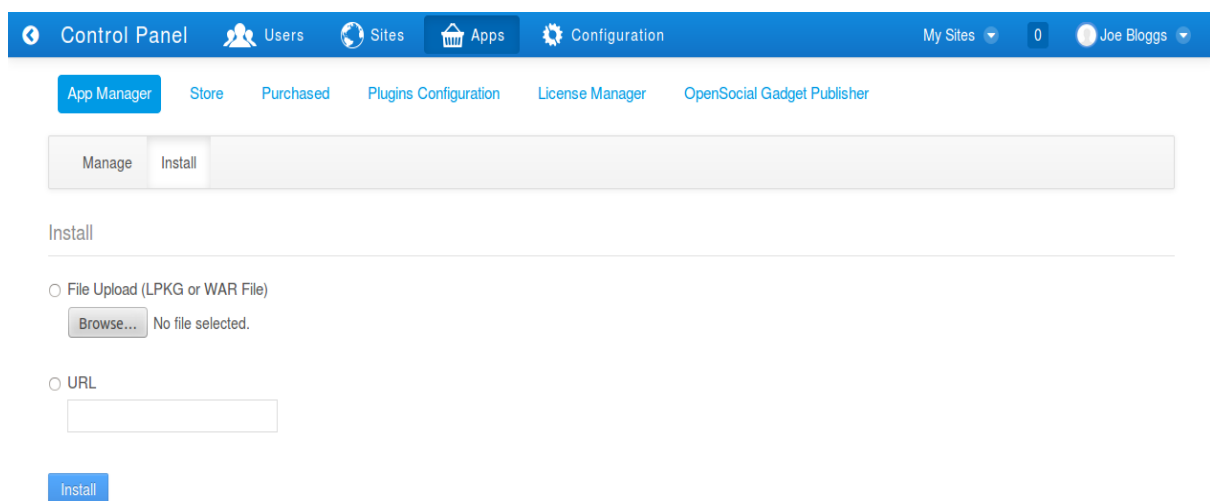 Control Panel Users Sites Apps Configuration My Sites 0 Joe Bloggs
App Manager Store Purchased Plugins Configuration License Manager OpenSocial Gadget Publisher
Manage Install
Install
File Upload (LPKG or WAR File)
Browse... No file selected.
URL
Install